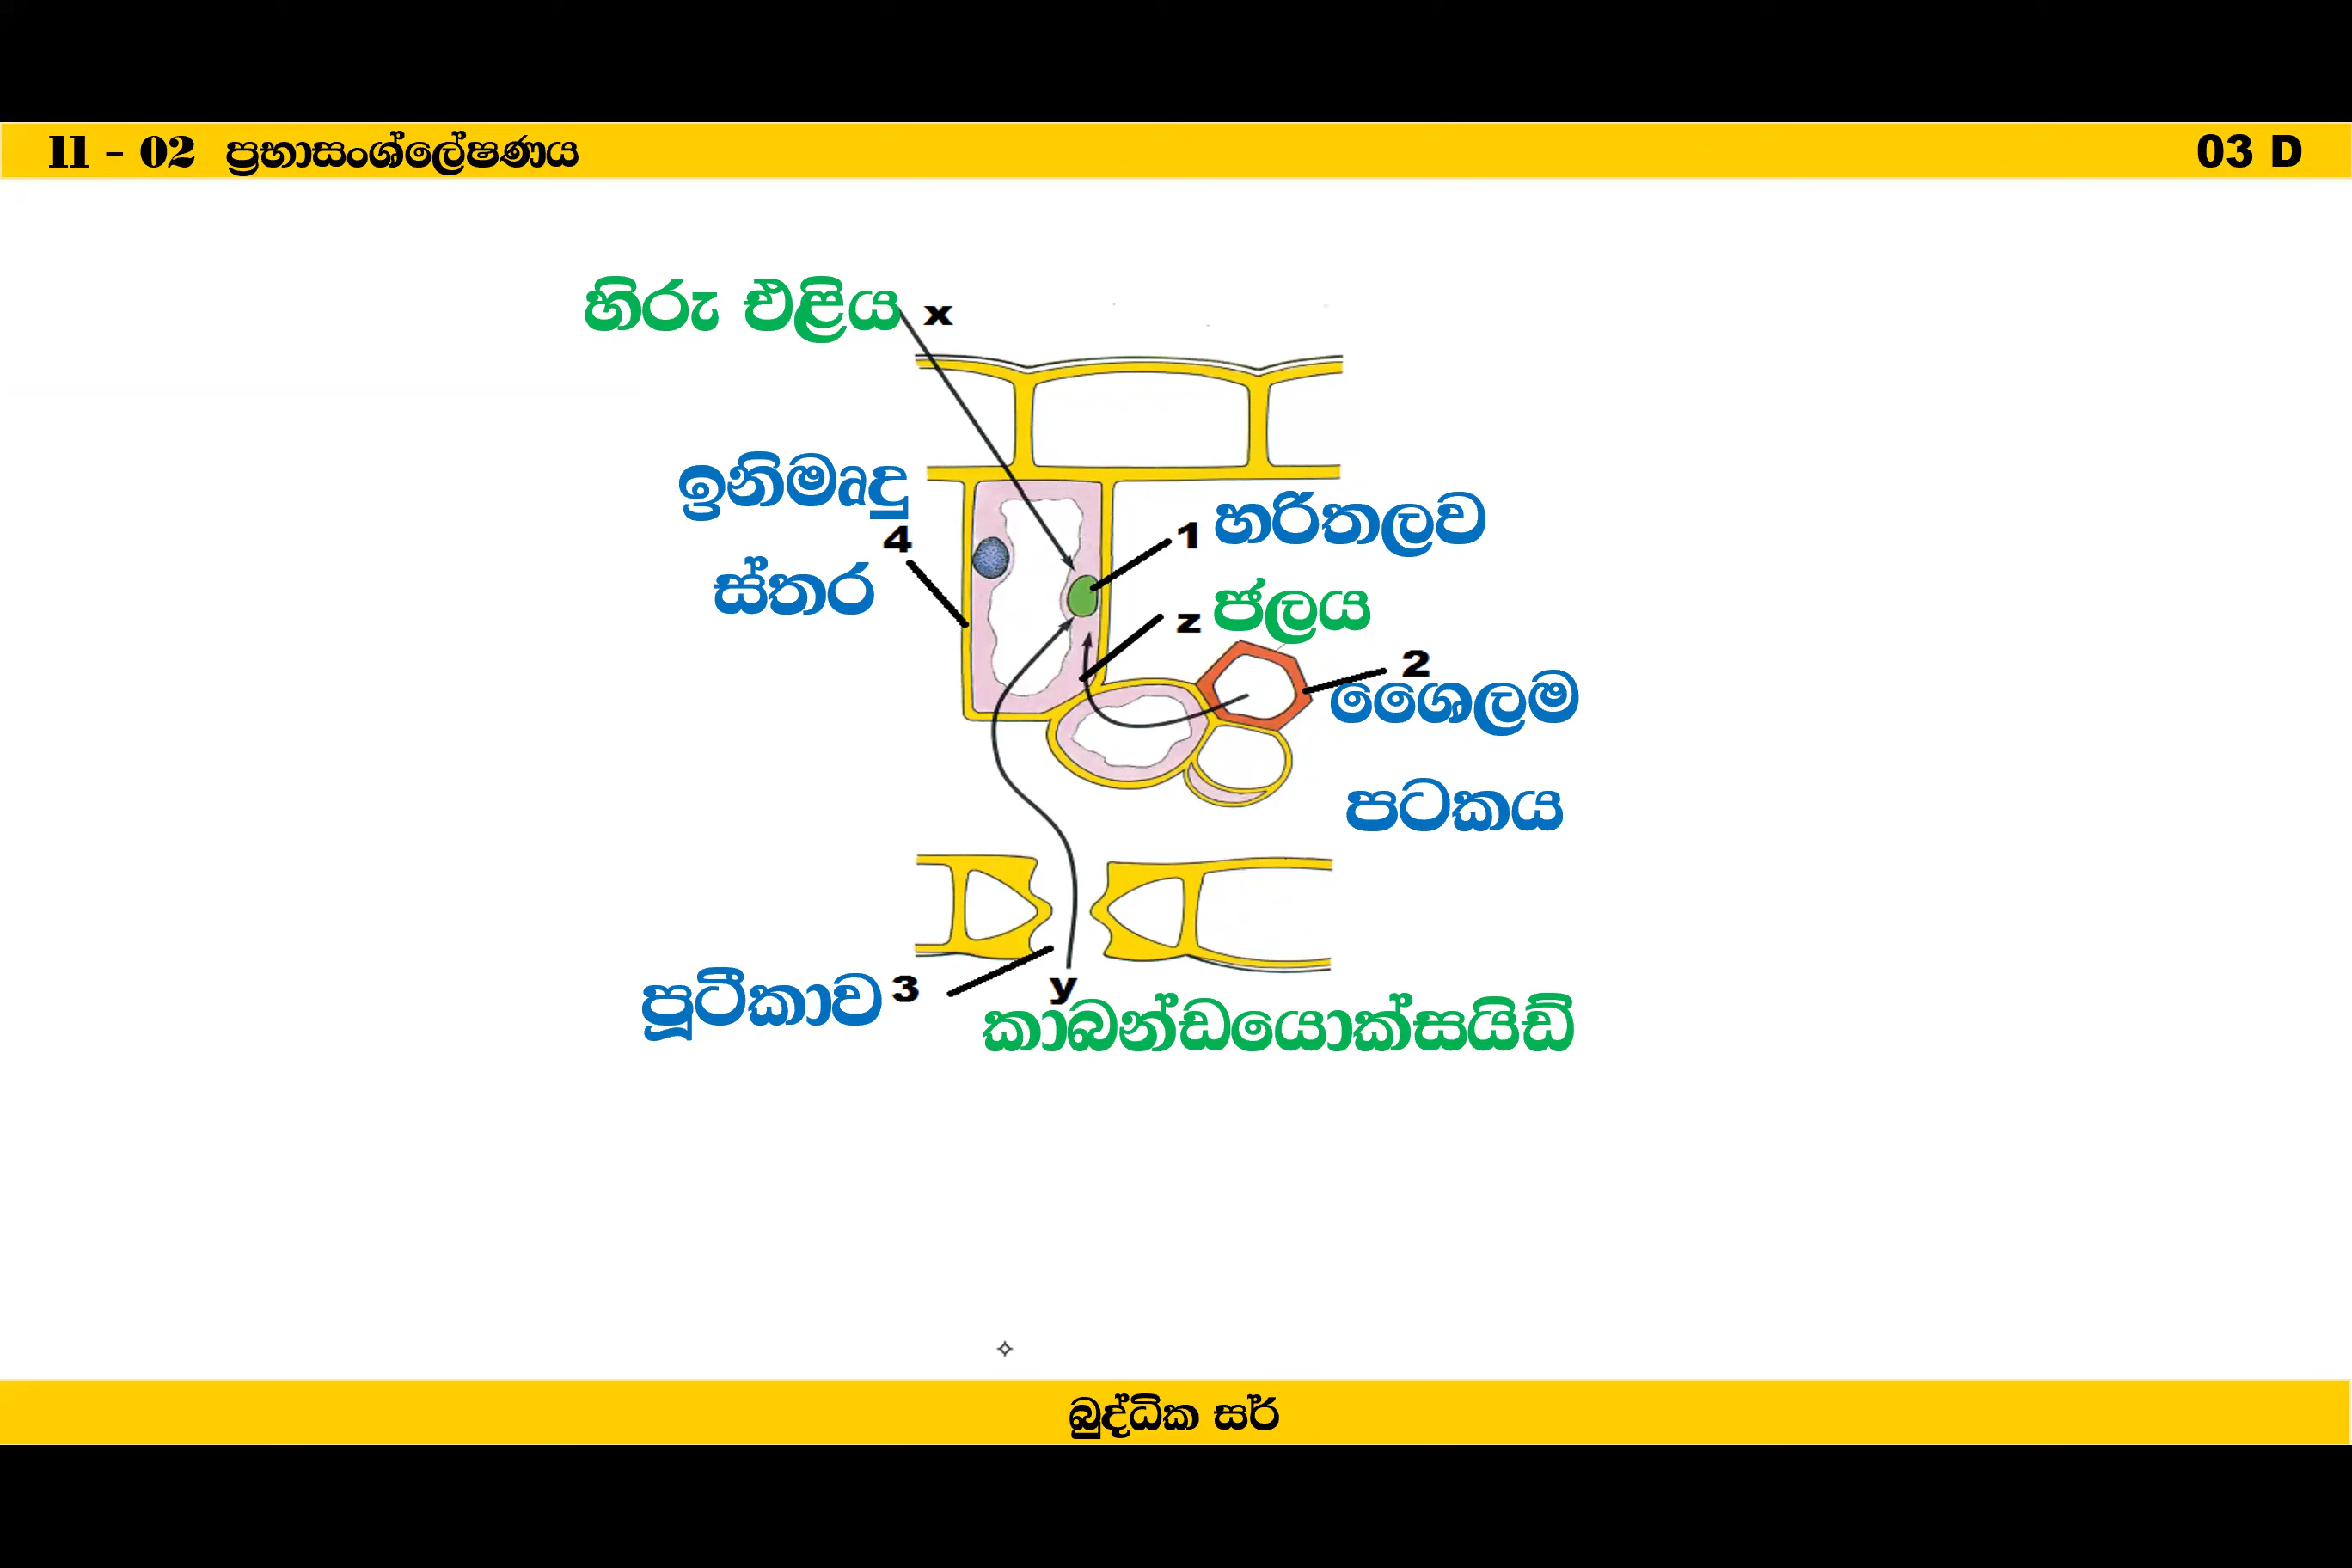 11 - 02 ප්‍රභාසංශ්ලේෂණය
03 D
හිරු එළිය x
ඉනිමෘදු
4
ස්තර
1 හරිතලව
z ජලය
2
ශෛලම
පටකය
පූටිකාව 3
y
කාබන්ඩයොක්සයිඩ්
බුද්ධික සර්